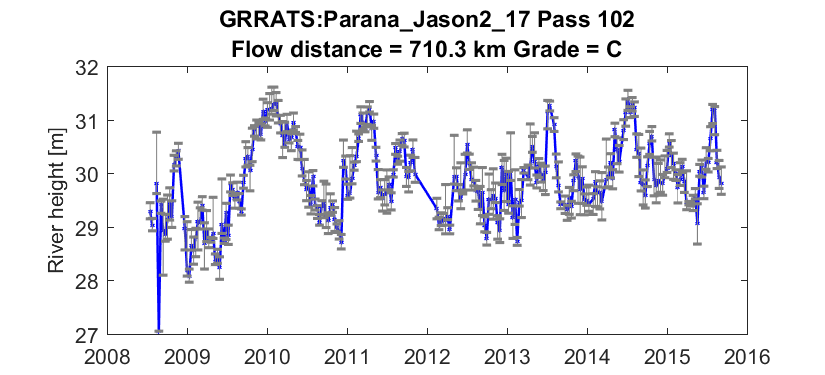 GRRATS:Parana_Jason2_17 Pass 102
Flow distance = 710.3 km Grade = C
River height [m]
32
31
30
29
28
27
2008 2009 2010 2011 2012 2013 2014 2015 2016